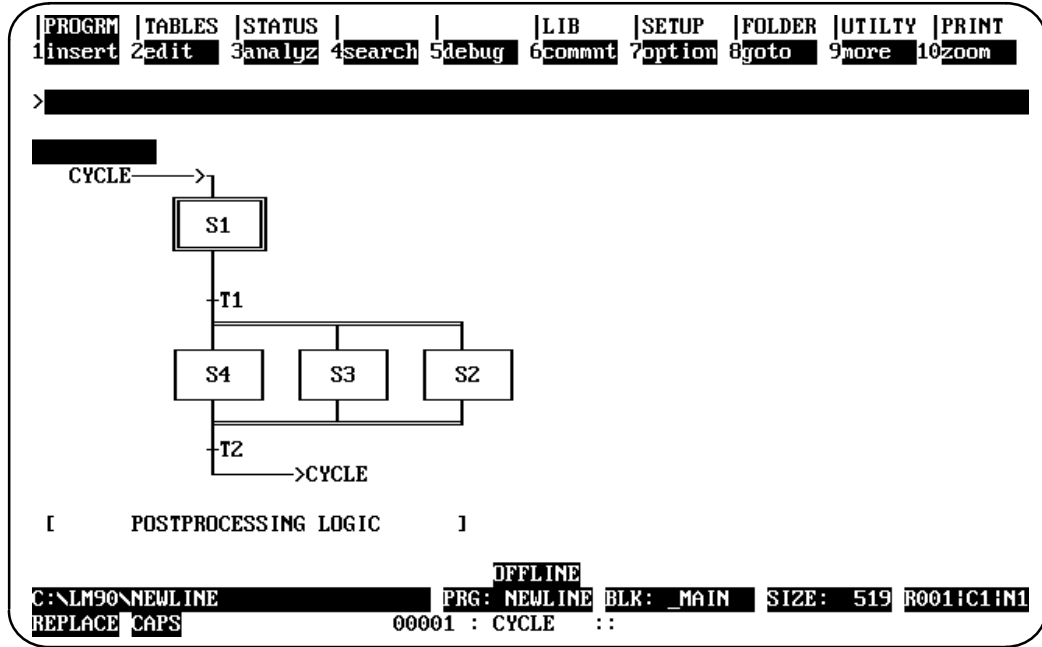 |PROGRM |TABLES |STATUS | | |LIB |SETUP |FOLDER |UTILTY |PRINT
1insert 2edit 3analyz 4search 5debug 6commnt 7option 8goto 9more 10zoom
>
CYCLE
S1
T1
S4 S3 S2
T2
>CYCLE
[ POSTPROCESSING LOGIC ]
OFFLINE
C:\LM90\NEWLINE PRG: NEWLINE BLK: _MAIN SIZE: 519 R001¦C1¦N1
REPLACE CAPS 00001 : CYCLE ::